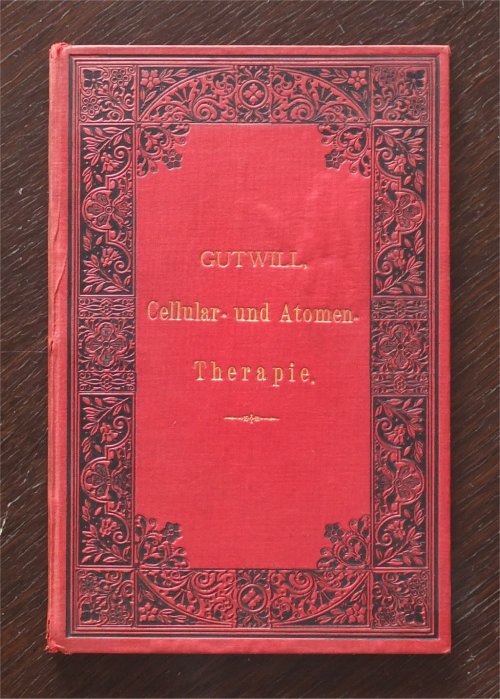 GUTWILL,
Cellular- und Atomen-
Therapie.